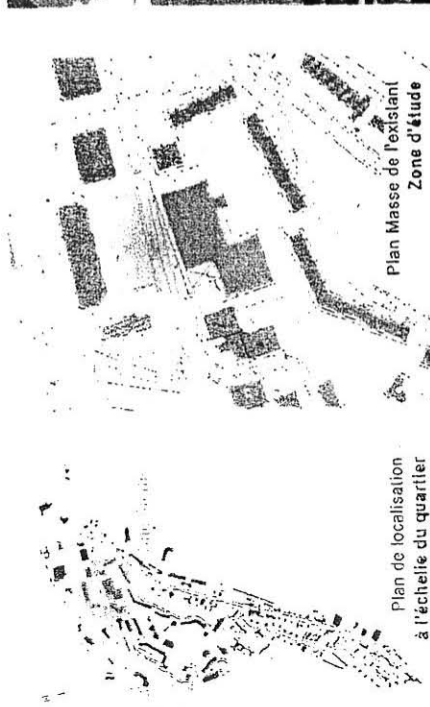 Plan de localisation
à l'échelle du quartier
Plan Masse de l'existant
Zone d'étude